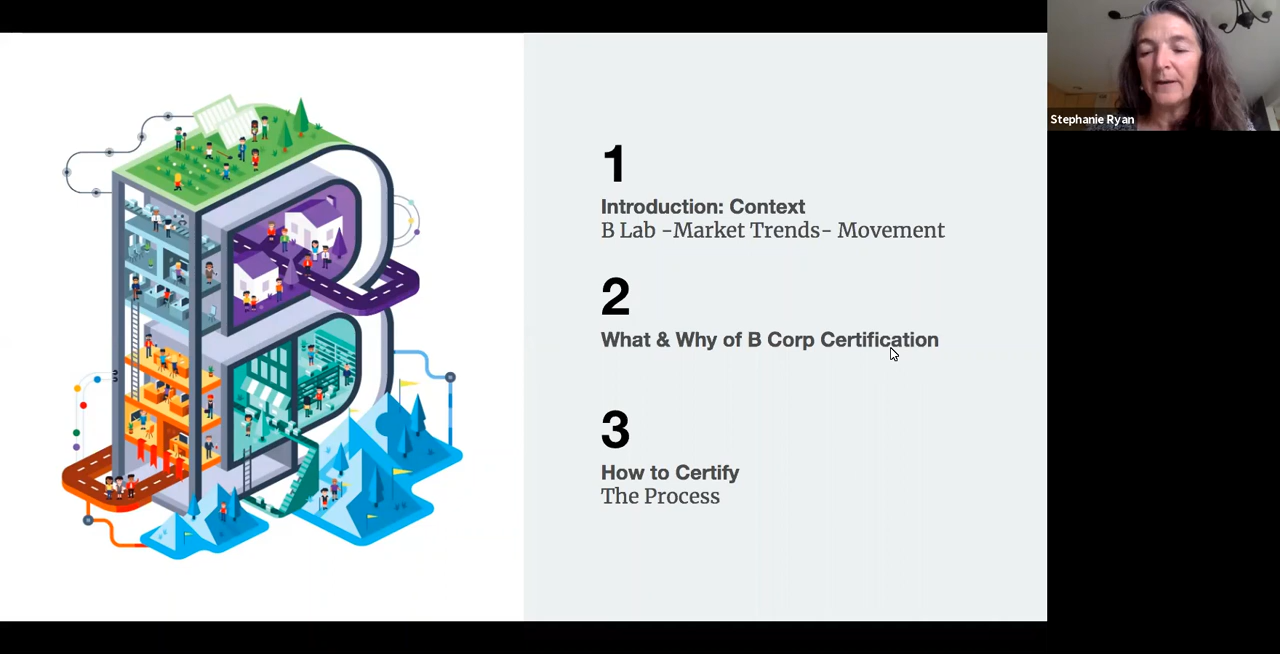 1
Introduction: Context
B Lab -Market Trends- Movement
2
What & Why of B Corp Certification
3
How to Certify
The Process
Stephanie Ryan